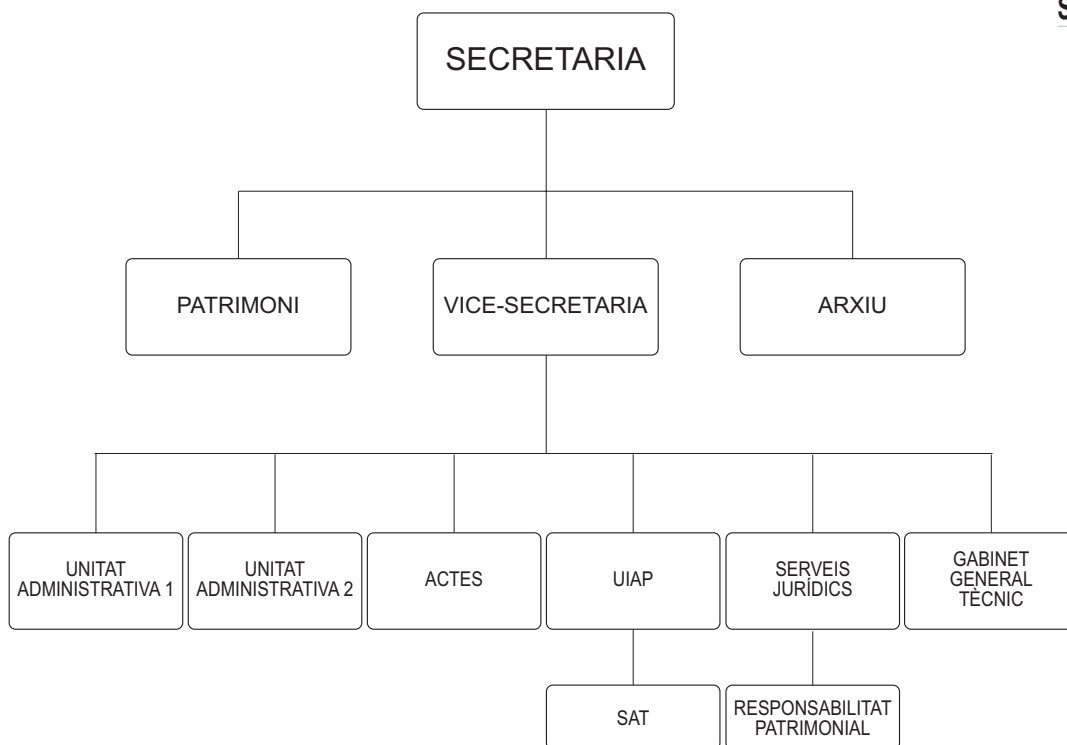 SECRETARIA
PATRIMONI
VICE-SECRETARIA
ARXIU
UNITAT
ADMINISTRATIVA 1
UNITAT
ADMINISTRATIVA 2
ACTES
UIAP
SERVEIS
JURÍDICS
GABINET
GENERAL
TÈCNIC
SAT
RESPONSABILITAT
PATRIMONIAL